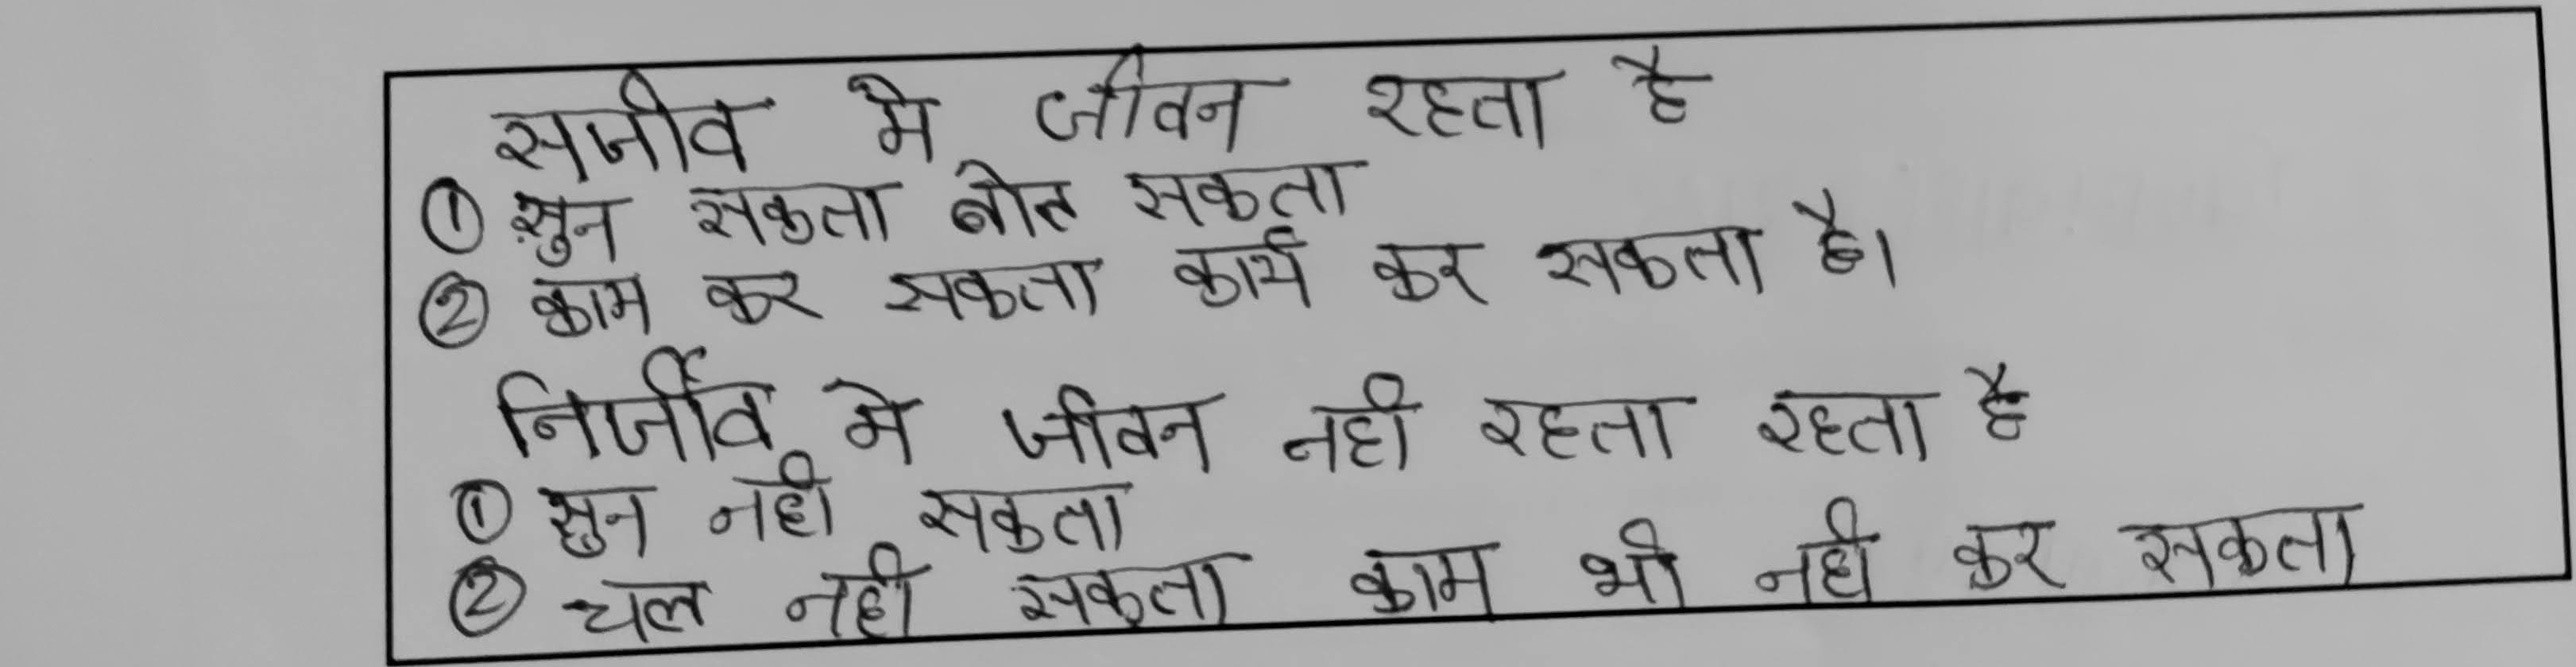 सजीव मे जीवन रहता है
① सुन सकता बोल सकता
② काम कर सकता कार्य कर सकता है।
निर्जीव मे जीवन नही रहता रहता है
① सुन नही सकता
② चल नही सकता काम भी नही कर सकता